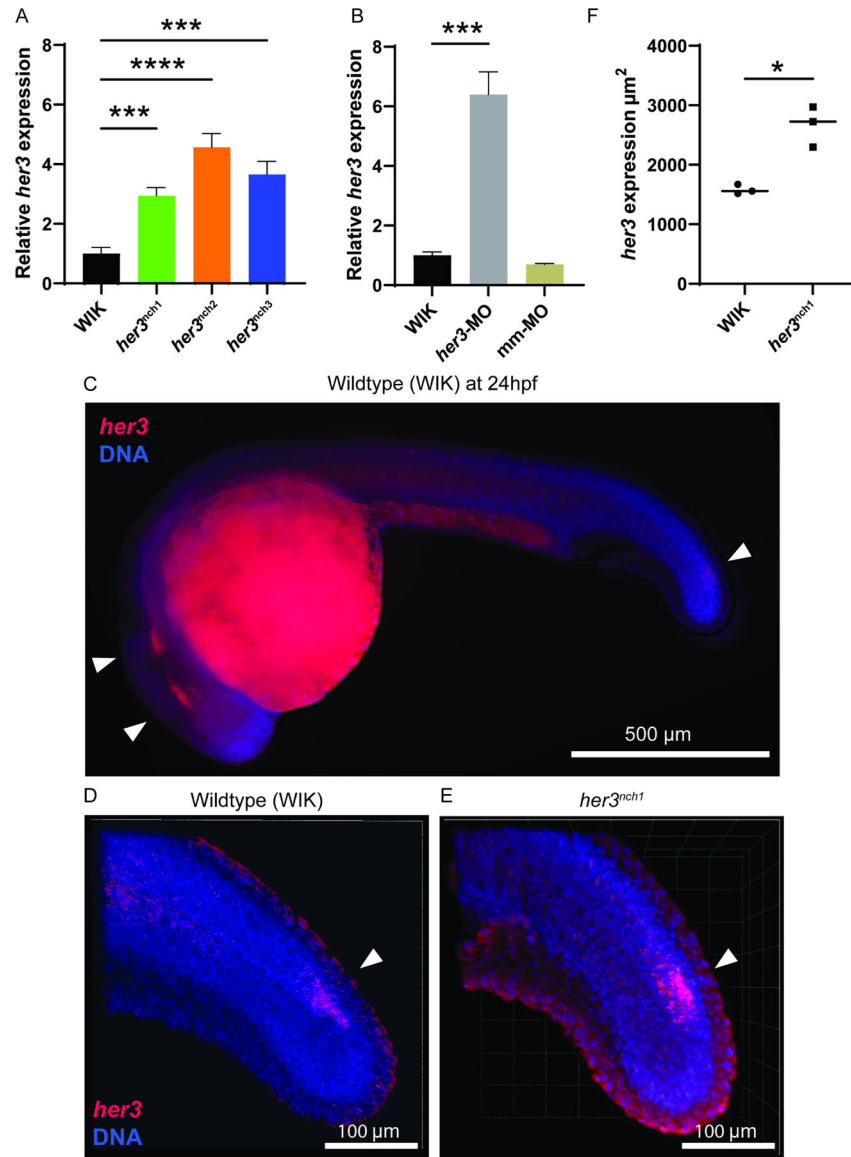 A
***
****
***
Relative her3 expression
8
6
4
2
0
WIK
her3nch1
her3nch2
her3nch3
B
***
Relative her3 expression
8
6
4
2
0
WIK
her3-MO
mm-MO
F
*
her3 expression µm²
4000
3000
2000
1000
0
WIK
her3nch1
C
Wildtype (WIK) at 24hpf
her3
DNA
500 µm
D
Wildtype (WIK)
her3
DNA
100 µm
E
her3nch1
100 µm